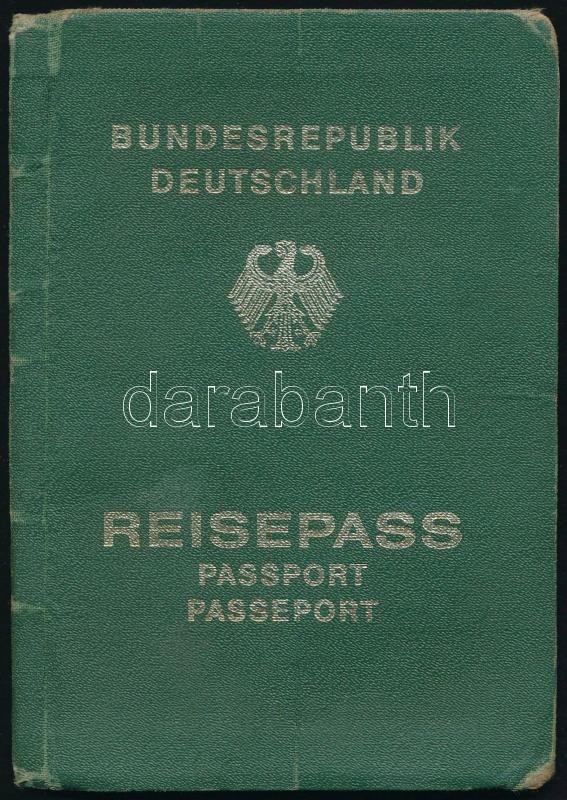 BUNDESREPUBLIK
DEUTSCHLAND
darabanth
REISEPASS
PASSPORT
PASSEPORT